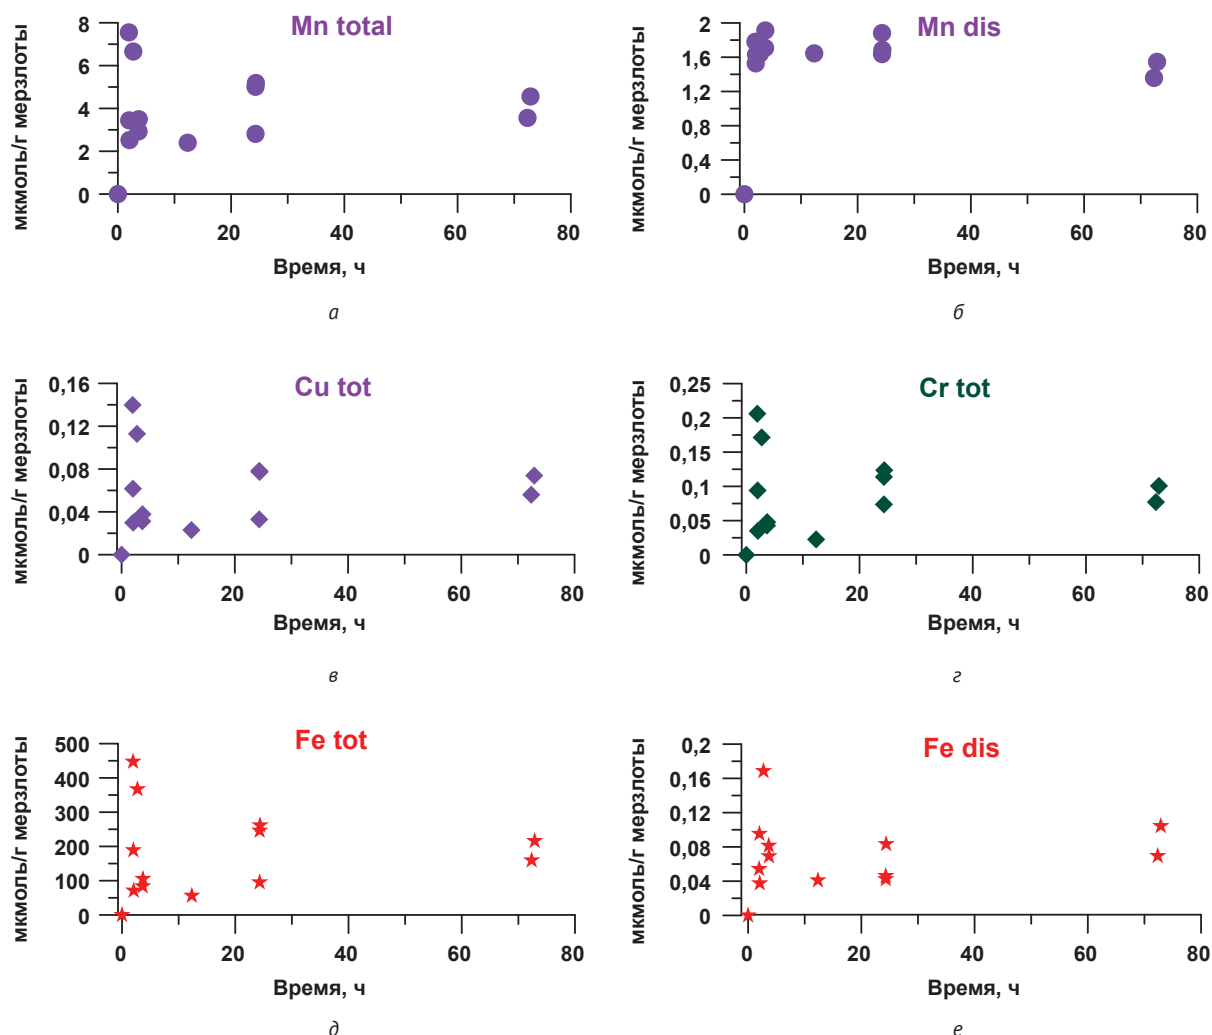 Mn total
мкмоль/г мерзлоты
8
6
4
2
0
0 20 40 60 80
Время, ч
а
Mn dis
мкмоль/г мерзлоты
2
1,6
1,2
0,8
0,4
0
0 20 40 60 80
Время, ч
б
Cu tot
мкмоль/г мерзлоты
0,16
0,12
0,08
0,04
0
0 20 40 60 80
Время, ч
в
Cr tot
мкмоль/г мерзлоты
0,25
0,2
0,15
0,1
0,05
0
0 20 40 60 80
Время, ч
г
Fe tot
мкмоль/г мерзлоты
500
400
300
200
100
0
0 20 40 60 80
Время, ч
д
Fe dis
мкмоль/г мерзлоты
0,2
0,16
0,12
0,08
0,04
0
0 20 40 60 80
Время, ч
е